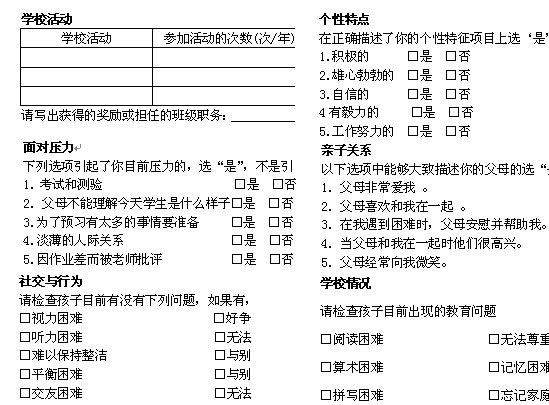 学校活动
学校活动 参加活动的次数(次/年)
请写出获得的奖励或担任的班级职务:
面对压力
下列选项引起了你目前压力的，选“是”，不是引
1. 考试和测验 □是 □否
2. 父母不能理解今天学生是什么样子 □是 □否
3.为了预习有太多的事情要准备 □是 □否
4.淡薄的人际关系 □是 □否
5.因作业差而被老师批评 □是 □否
社交与行为
请检查孩子目前有没有下列问题，如果有，
□视力困难 □好争
□听力困难 □无法
□难以保持整洁 □与别
□平衡困难 □与别
□交友困难 □无法
个性特点
在正确描述了你的个性特征项目上选‘是’
1.积极的 □是 □否
2.雄心勃勃的 □是 □否
3.自信的 □是 □否
4 有毅力的 □是 □否
5.工作努力的 □是 □否
亲子关系
以下选项中能够大致描述你的父母的选“
1. 父母非常爱我 。
2. 父母喜欢和我在一起 。
3. 在我遇到困难时，父母安慰并帮助我。
4. 当父母和我在一起时他们很高兴。
5. 父母经常向我微笑。
学校情况
请检查孩子目前出现的教育问题
□阅读困难 □无法尊重
□算术困难 □记忆困难
□拼写困难 □忘记家庭